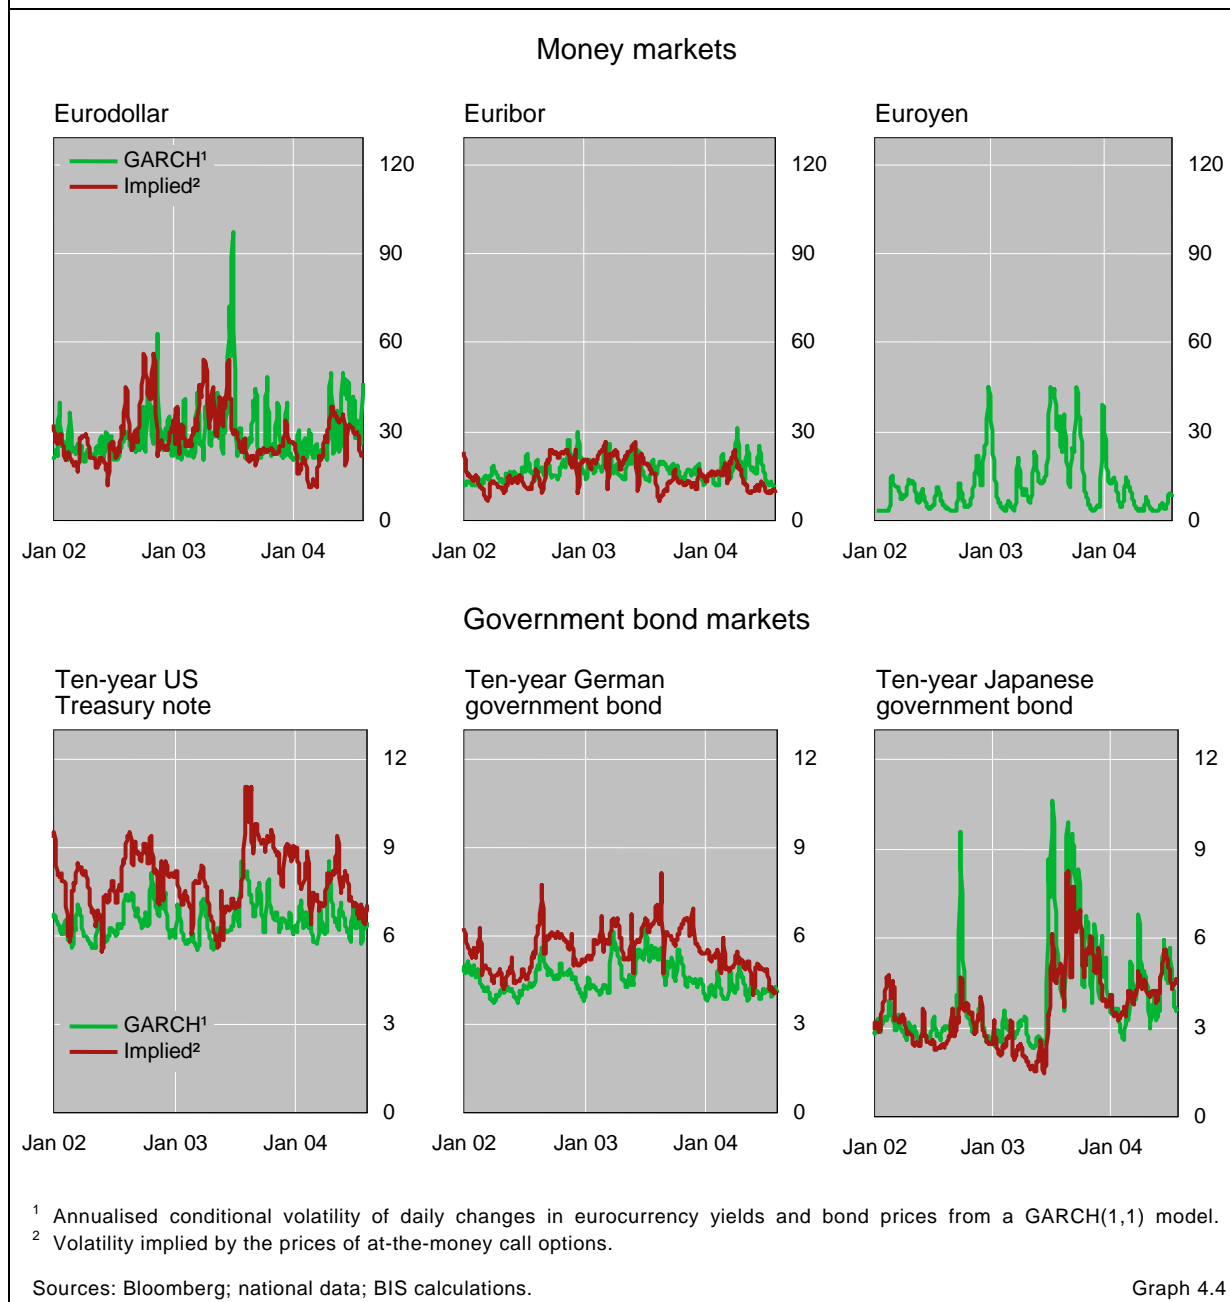 Money markets
Eurodollar
Euribor
Euroyen
GARCH¹
Implied²
120
90
60
30
0
120
90
60
30
0
120
90
60
30
0
Jan 02
Jan 03
Jan 04
Jan 02
Jan 03
Jan 04
Jan 02
Jan 03
Jan 04
Government bond markets
Ten-year US
Treasury note
Ten-year German
government bond
Ten-year Japanese
government bond
12
9
6
3
0
12
9
6
3
0
12
9
6
3
0
GARCH¹
Implied²
Jan 02
Jan 03
Jan 04
Jan 02
Jan 03
Jan 04
Jan 02
Jan 03
Jan 04
¹ Annualised conditional volatility of daily changes in eurocurrency yields and bond prices from a GARCH(1,1) model.
² Volatility implied by the prices of at-the-money call options.
Sources: Bloomberg; national data; BIS calculations.
Graph 4.4